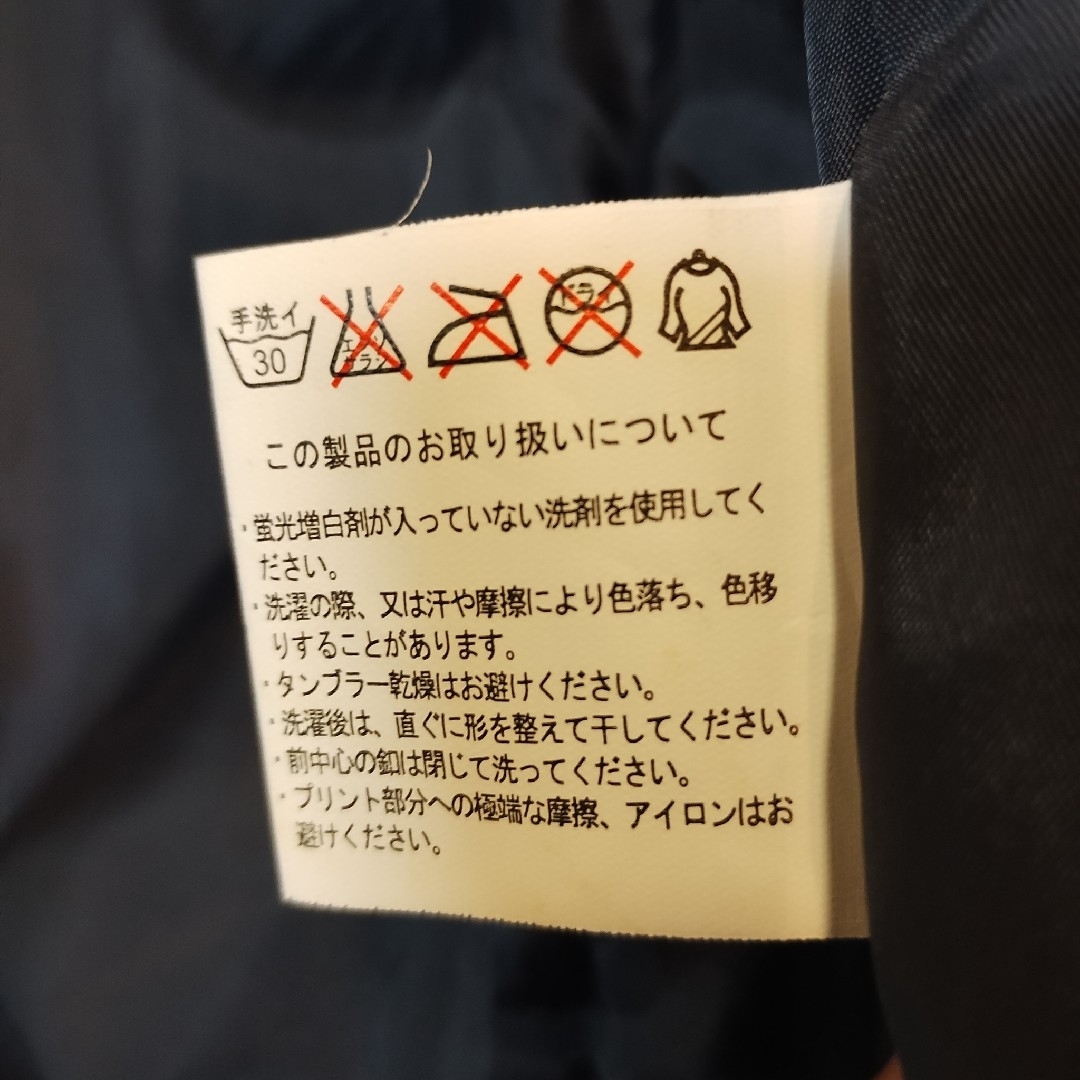 手洗イ
30
エンソ
サラシ
ドライ
この製品のお取り扱いについて
・蛍光増白剤が入っていない洗剤を使用してく
ださい。
・洗濯の際、又は汗や摩擦により色落ち、色移
りすることがあります。
・タンブラー乾燥はお避けください。
・洗濯後は、直ぐに形を整えて干してください。
・前中心の釦は閉じて洗ってください。
・プリント部分への極端な摩擦、アイロンはお
避けください。